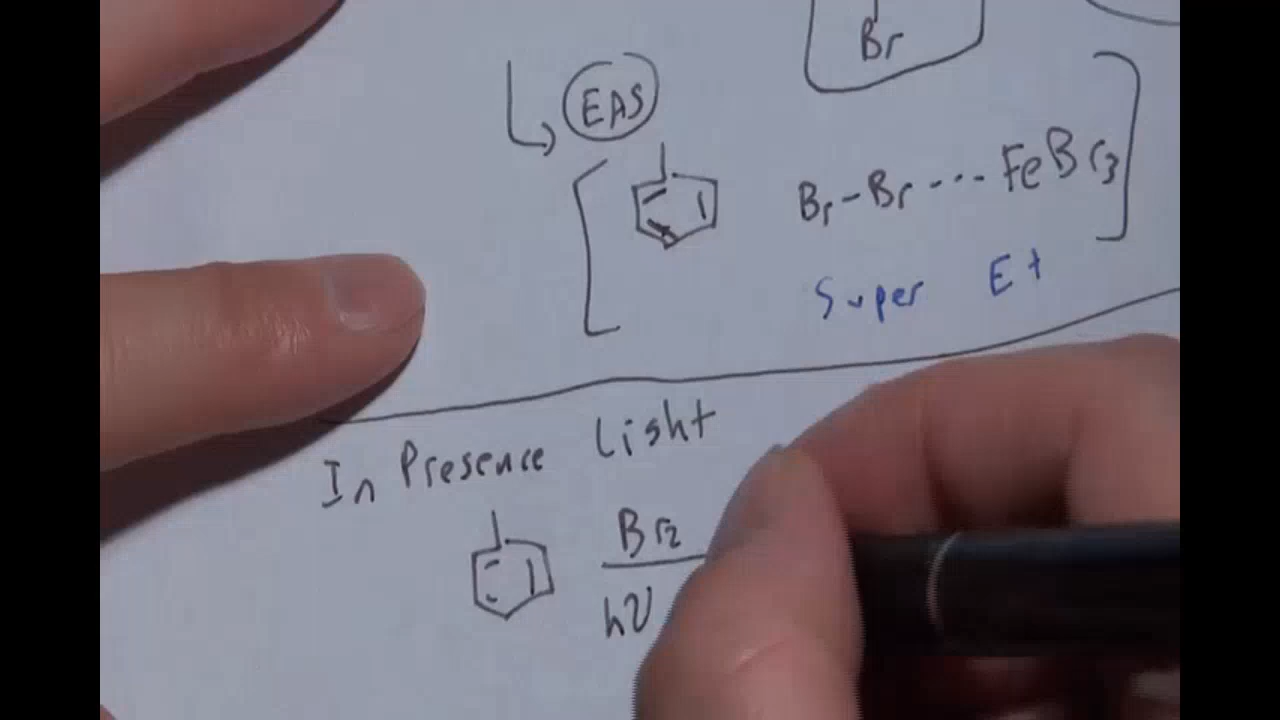 Br
EAS
Br-Br---FeBr3
Super E+
In Presence Light
Br2
hν